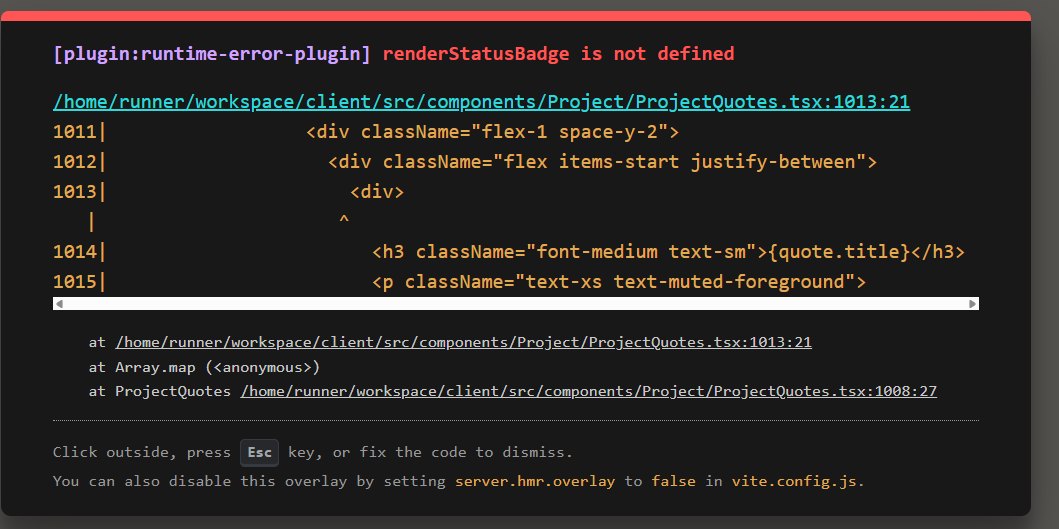 [plugin:runtime-error-plugin] renderStatusBadge is not defined
/home/runner/workspace/client/src/components/Project/ProjectQuotes.tsx:1013:21
1011|                  <div className="flex-1 space-y-2">
1012|                    <div className="flex items-start justify-between">
1013|                      <div>
    |                     ^
1014|                        <h3 className="font-medium text-sm">{quote.title}</h3>
1015|                        <p className="text-xs text-muted-foreground">
at /home/runner/workspace/client/src/components/Project/ProjectQuotes.tsx:1013:21
at Array.map (<anonymous>)
at ProjectQuotes /home/runner/workspace/client/src/components/Project/ProjectQuotes.tsx:1008:27
Click outside, press Esc key, or fix the code to dismiss.
You can also disable this overlay by setting server.hmr.overlay to false in vite.config.js.